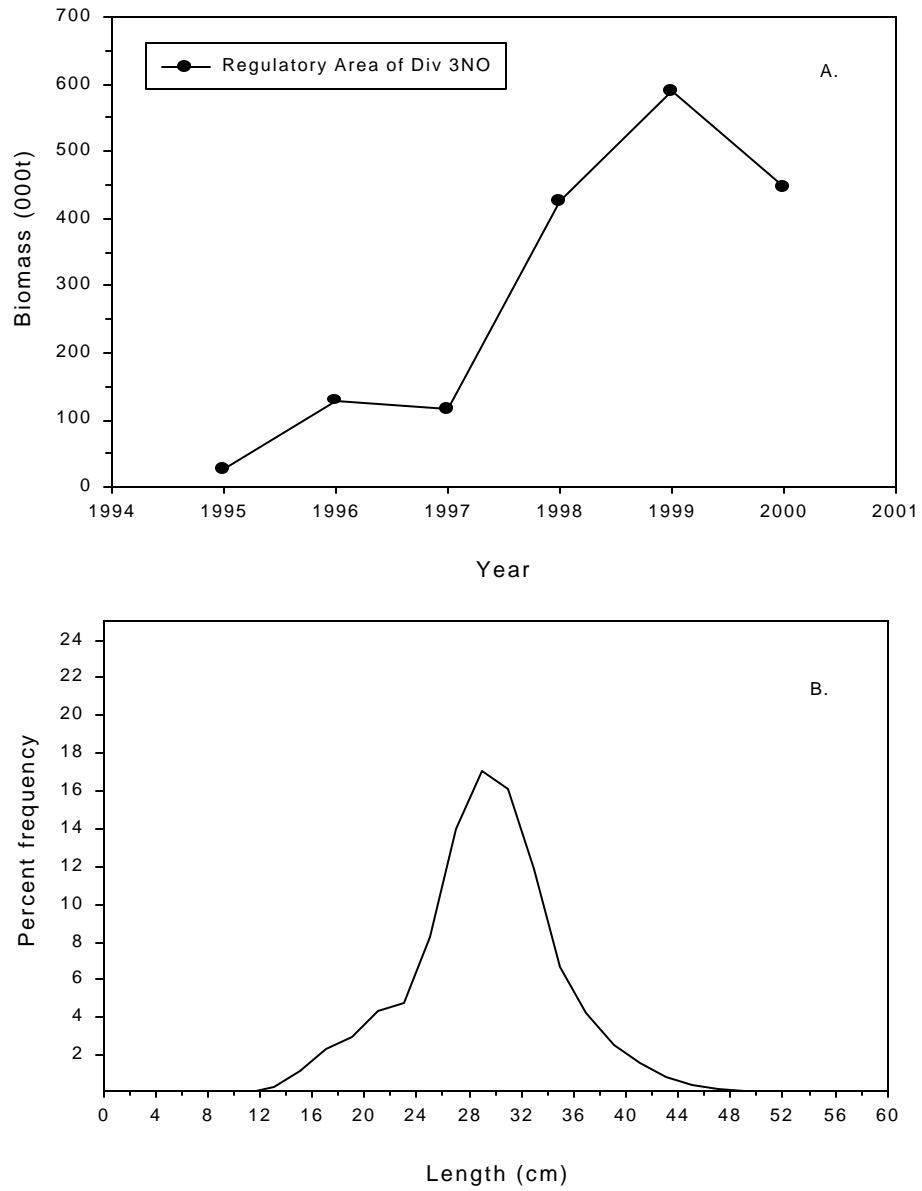 700
Regulatory Area of Div 3NO
A.
600
500
400
300
200
100
0
Biomass (000t)
1994 1995 1996 1997 1998 1999 2000 2001
Year
24
B.
22
20
18
16
14
12
10
8
6
4
2
Percent frequency
0 4 8 12 16 20 24 28 32 36 40 44 48 52 56 60
Length (cm)